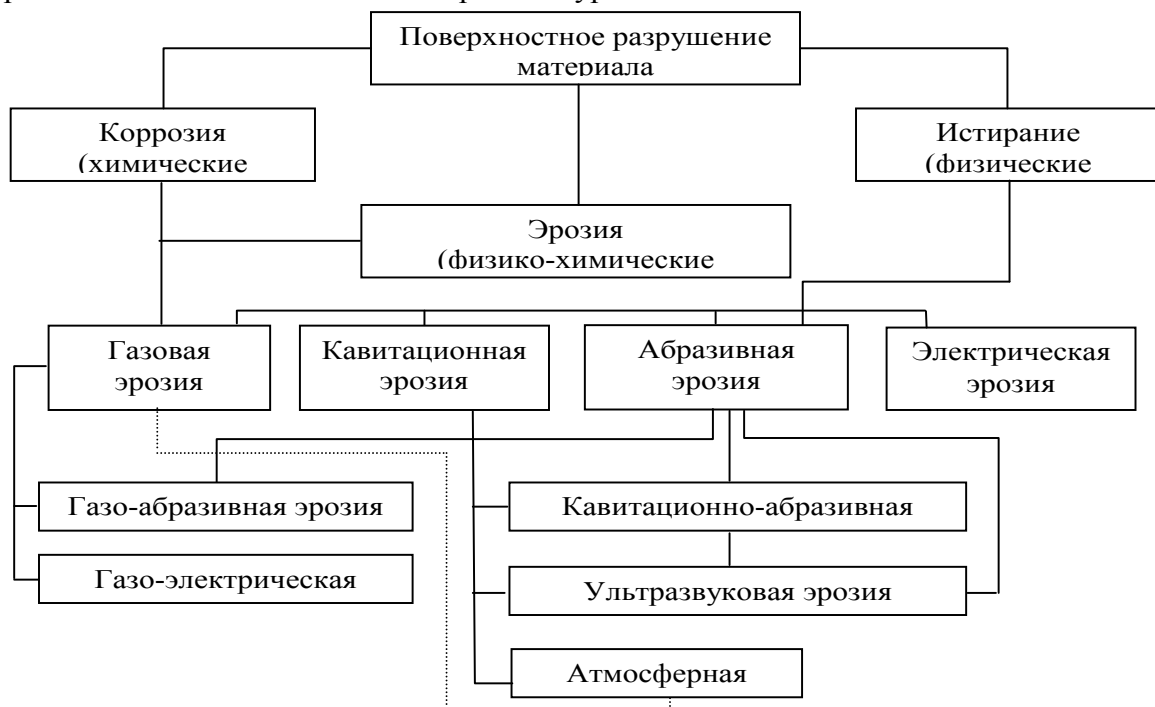 Поверхностное разрушение
материала
Коррозия
(химические
Истирание
(физические
Эрозия
(физико-химические
Газовая
эрозия
Кавитационная
эрозия
Абразивная
эрозия
Электрическая
эрозия
Газо-абразивная эрозия
Кавитационно-абразивная
Газо-электрическая
Ультразвуковая эрозия
Атмосферная